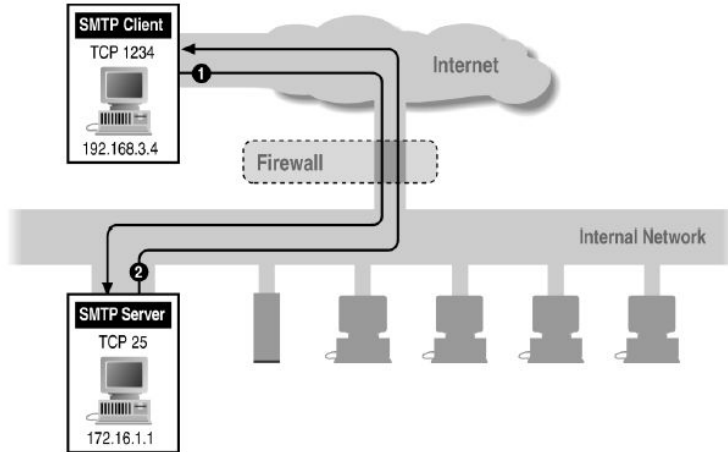 SMTP Client
TCP 1234
192.168.3.4
1
Internet
Firewall
Internal Network
2
SMTP Server
TCP 25
172.16.1.1